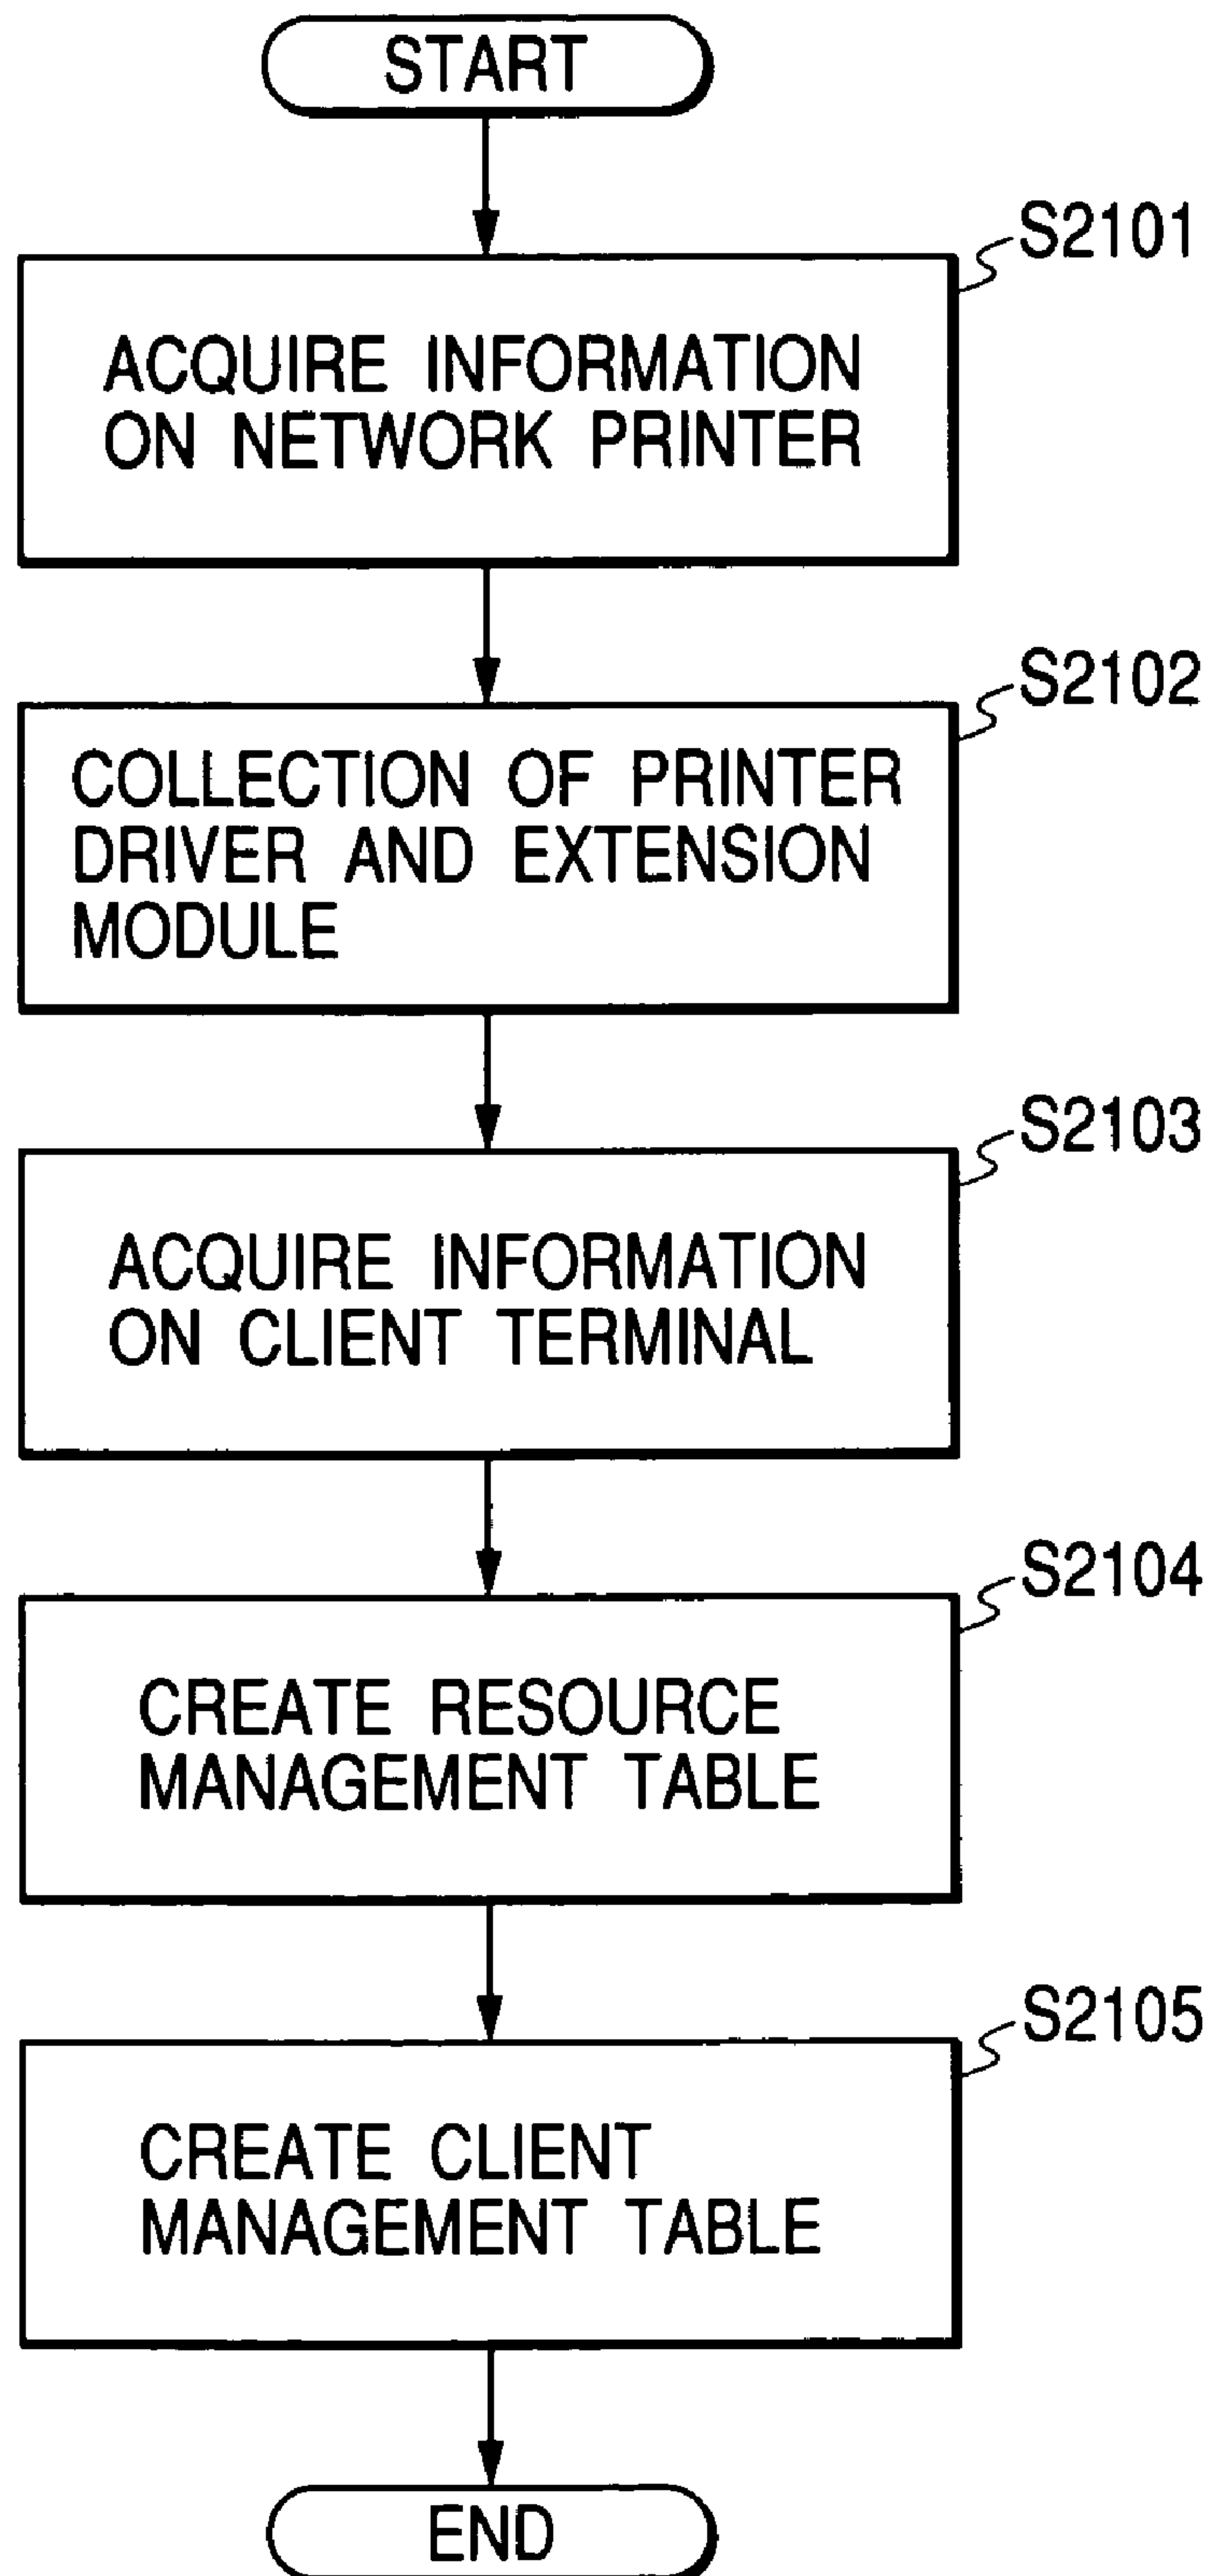 START
S2101
ACQUIRE INFORMATION
ON NETWORK PRINTER
S2102
COLLECTION OF PRINTER
DRIVER AND EXTENSION
MODULE
S2103
ACQUIRE INFORMATION
ON CLIENT TERMINAL
S2104
CREATE RESOURCE
MANAGEMENT TABLE
S2105
CREATE CLIENT
MANAGEMENT TABLE
END